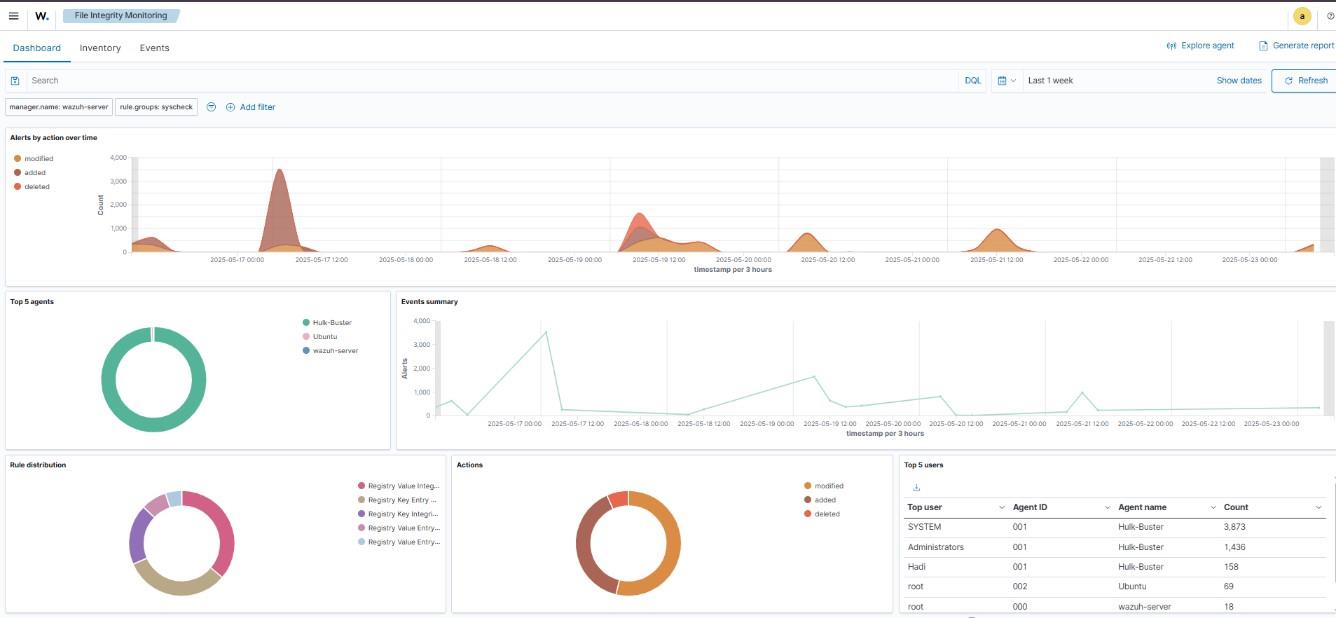 W. File Integrity Monitoring a
Dashboard Inventory Events Explore agent Generate report
Search DQL Last 1 week Show dates Refresh
manager.name: wazuh-server rule.groups: syscheck Add filter
Alerts by action over time
modified
added
deleted
Count
4,000
3,000
2,000
1,000
0
2025-05-17 00:00 2025-05-17 12:00 2025-05-18 00:00 2025-05-18 12:00 2025-05-19 00:00 2025-05-19 12:00 2025-05-20 00:00 2025-05-20 12:00 2025-05-21 00:00 2025-05-21 12:00 2025-05-22 00:00 2025-05-22 12:00 2025-05-23 00:00
timestamp per 3 hours
Top 5 agents
Hulk-Buster
Ubuntu
wazuh-server
Events summary
Alerts
4,000
3,000
2,000
1,000
0
2025-05-17 00:00 2025-05-17 12:00 2025-05-18 00:00 2025-05-18 12:00 2025-05-19 00:00 2025-05-19 12:00 2025-05-20 00:00 2025-05-20 12:00 2025-05-21 00:00 2025-05-21 12:00 2025-05-22 00:00 2025-05-22 12:00 2025-05-23 00:00
timestamp per 3 hours
Rule distribution
Registry Value Integ...
Registry Key Entry ...
Registry Key Integri...
Registry Value Entry...
Registry Value Entry...
Actions
modified
added
deleted
Top 5 users
Top user Agent ID Agent name Count
SYSTEM 001 Hulk-Buster 3,873
Administrators 001 Hulk-Buster 1,436
Hadi 001 Hulk-Buster 158
root 002 Ubuntu 69
root 000 wazuh-server 18